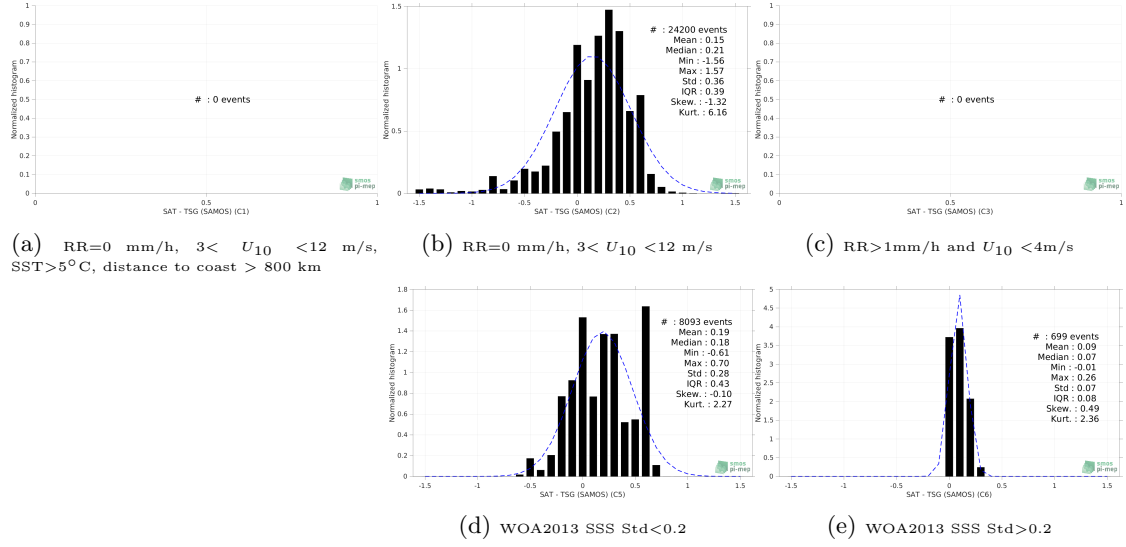 1
0.9
0.8
0.7
0.6
0.5
0.4
0.3
0.2
0.1
0
Normalized histogram
# : 0 events
smos
pi-mep
0 0.5 1
SAT - TSG (SAMOS) (C1)
(a) RR=0 mm/h, 3< U10 <12 m/s,
SST>5°C, distance to coast > 800 km
1.5
1
0.5
0
Normalized histogram
# : 24200 events
Mean : 0.15
Median : 0.21
Min : -1.56
Max : 1.57
Std : 0.36
IQR : 0.39
Skew. : -1.32
Kurt. : 6.16
smos
pi-mep
-1.5 -1 -0.5 0 0.5 1 1.5
SAT - TSG (SAMOS) (C2)
(b) RR=0 mm/h, 3< U10 <12 m/s
1
0.9
0.8
0.7
0.6
0.5
0.4
0.3
0.2
0.1
0
Normalized histogram
# : 0 events
smos
pi-mep
0 0.5 1
SAT - TSG (SAMOS) (C3)
(c) RR>1mm/h and U10 <4m/s
1.8
1.6
1.4
1.2
1
0.8
0.6
0.4
0.2
0
Normalized histogram
# : 8093 events
Mean : 0.19
Median : 0.18
Min : -0.61
Max : 0.70
Std : 0.28
IQR : 0.43
Skew. : -0.10
Kurt. : 2.27
smos
pi-mep
-1.5 -1 -0.5 0 0.5 1 1.5
SAT - TSG (SAMOS) (C5)
(d) WOA2013 SSS Std<0.2
5
4.5
4
3.5
3
2.5
2
1.5
1
0.5
0
Normalized histogram
# : 699 events
Mean : 0.09
Median : 0.07
Min : -0.01
Max : 0.26
Std : 0.07
IQR : 0.08
Skew. : 0.49
Kurt. : 2.36
smos
pi-mep
-1.5 -1 -0.5 0 0.5 1 1.5
SAT - TSG (SAMOS) (C6)
(e) WOA2013 SSS Std>0.2